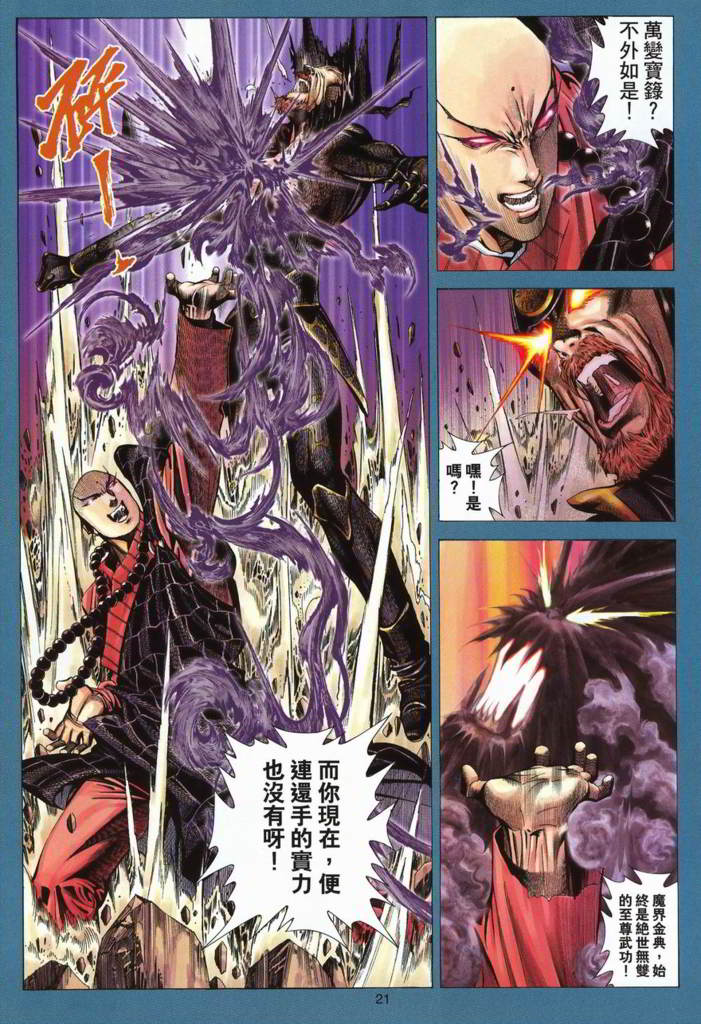 萬變寶籙？
不外如是！
嘿！是
嗎？
魔界金典，始
終是絕世無雙
的至尊武功！
砰！
而你現在，便
連還手的實力
也沒有呀！
21